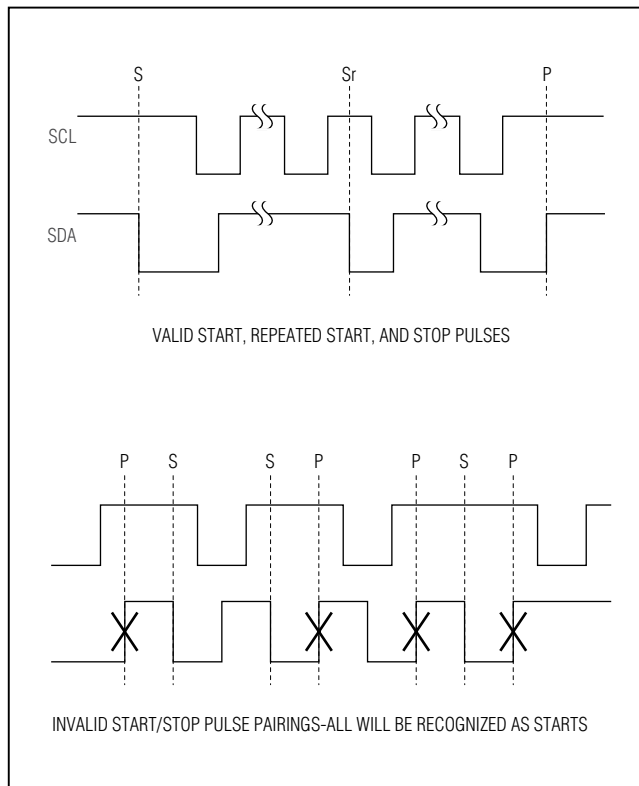 S Sr P
SCL
SDA
VALID START, REPEATED START, AND STOP PULSES
P S S P P S P
INVALID START/STOP PULSE PAIRINGS-ALL WILL BE RECOGNIZED AS STARTS